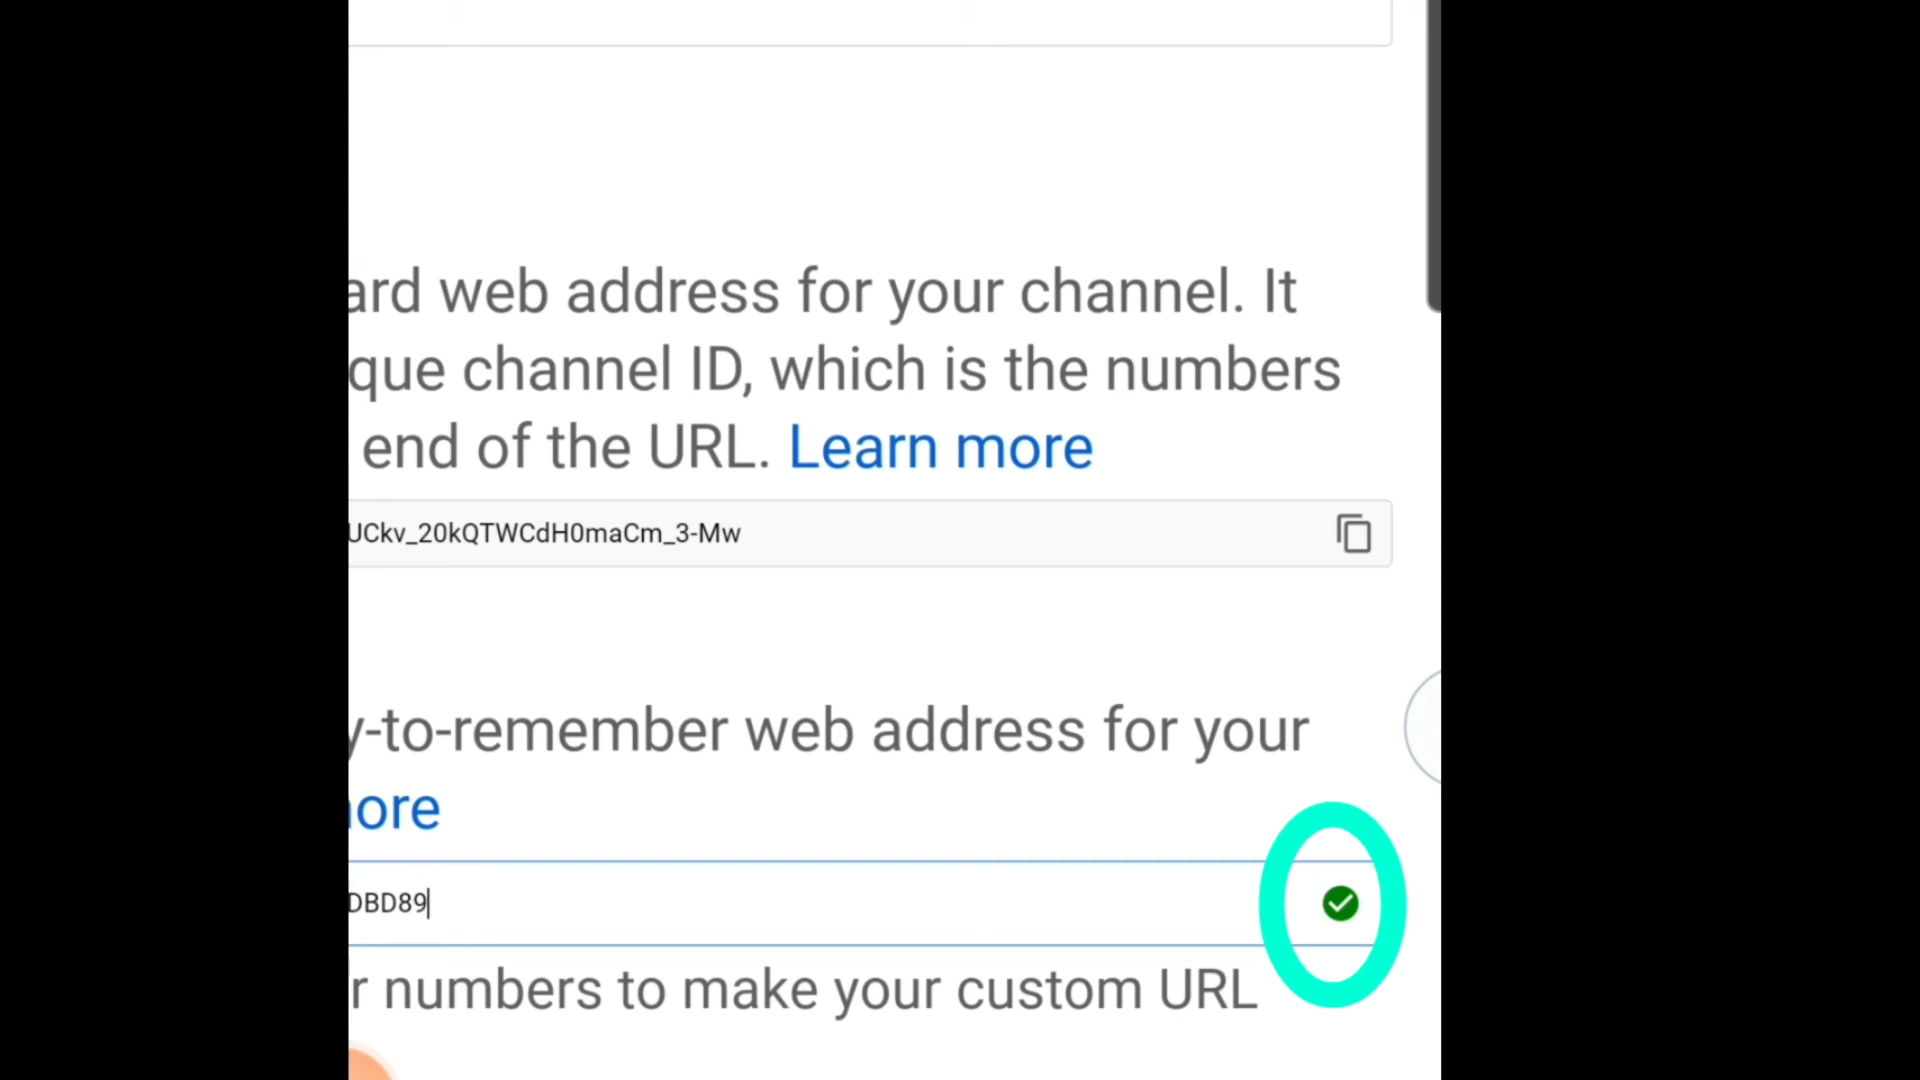 ard web address for your channel. It
que channel ID, which is the numbers
end of the URL. Learn more
UCkv_20kQTWCdH0maCm_3-Mw
y-to-remember web address for your
ore
DBD89
r numbers to make your custom URL